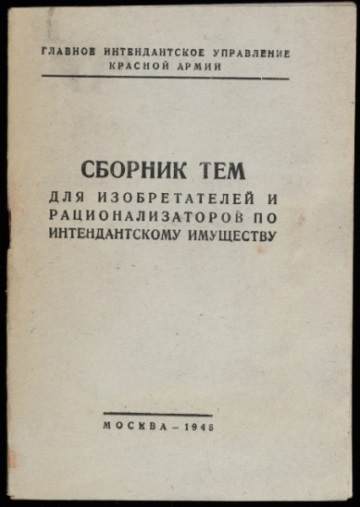 ГЛАВНОЕ ИНТЕНДАНТСКОЕ УПРАВЛЕНИЕ
КРАСНОЙ АРМИИ
СБОРНИК ТЕМ
ДЛЯ ИЗОБРЕТАТЕЛЕЙ И
РАЦИОНАЛИЗАТОРОВ ПО
ИНТЕНДАНТСКОМУ ИМУЩЕСТВУ
МОСКВА — 1945